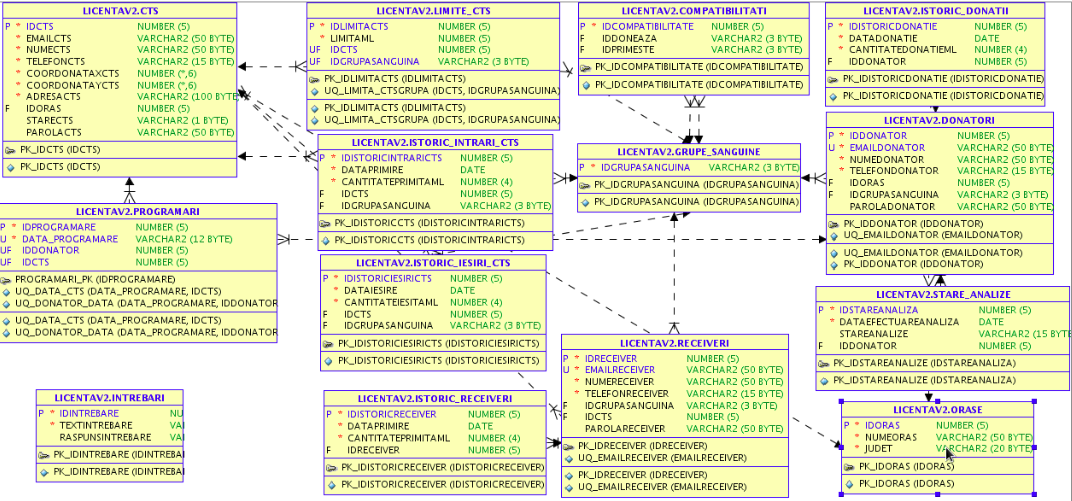 LICENTAV2.CTS
P * IDCTS NUMBER (5)
* EMAILCTS VARCHAR2 (50 BYTE)
* NUMECTS VARCHAR2 (50 BYTE)
* TELEFONCTS VARCHAR2 (15 BYTE)
* COORDONATAXCTS NUMBER (*,6)
* COORDONATAYCTS NUMBER (*,6)
* ADRESACTS VARCHAR2 (100 BYTE)
F IDORAS NUMBER (5)
STARECTS VARCHAR2 (1 BYTE)
PAROLACTS VARCHAR2 (50 BYTE)
PK_IDCTS (IDCTS)
PK_IDCTS (IDCTS)
LICENTAV2.LIMITE_CTS
P * IDLIMITACTS NUMBER (5)
* LIMITAML NUMBER (5)
UF IDCTS NUMBER (5)
UF IDGRUPASANGUINA VARCHAR2 (3 BYTE)
PK_IDLIMITACTS (IDLIMITACTS)
UQ_LIMITA_CTSGRUPA (IDCTS, IDGRUPASANGUINA)
PK_IDLIMITACTS (IDLIMITACTS)
UQ_LIMITA_CTSGRUPA (IDCTS, IDGRUPASANGUINA)
LICENTAV2.COMPATIBILITATI
P * IDCOMPATIBILITATE NUMBER (5)
F IDDONEAZA VARCHAR2 (3 BYTE)
F IDPRIMESTE VARCHAR2 (3 BYTE)
PK_IDCOMPATIBILITATE (IDCOMPATIBILITATE)
PK_IDCOMPATIBILITATE (IDCOMPATIBILITATE)
LICENTAV2.ISTORIC_DONATII
P * IDISTORICDONATIE NUMBER (5)
* DATADONATIE DATE
* CANTITATEDONATIEML NUMBER (4)
F IDDONATOR NUMBER (5)
PK_IDISTORICDONATIE (IDISTORICDONATIE)
PK_IDISTORICDONATIE (IDISTORICDONATIE)
LICENTAV2.ISTORIC_INTRARI_CTS
P * IDISTORICINTRARICTS NUMBER (5)
* DATAPRIMIRE DATE
* CANTITATEPRIMITAML NUMBER (4)
F IDCTS NUMBER (5)
F IDGRUPASANGUINA VARCHAR2 (3 BYTE)
PK_IDISTORICCTS (IDISTORICINTRARICTS)
PK_IDISTORICCTS (IDISTORICINTRARICTS)
LICENTAV2.GRUPE_SANGUINE
P * IDGRUPASANGUINA VARCHAR2 (3 BYTE)
PK_IDGRUPASANGUINA (IDGRUPASANGUINA)
PK_IDGRUPASANGUINA (IDGRUPASANGUINA)
LICENTAV2.DONATORI
P * IDDONATOR NUMBER (5)
U * EMAILDONATOR VARCHAR2 (50 BYTE)
* NUMEDONATOR VARCHAR2 (50 BYTE)
* TELEFONDONATOR VARCHAR2 (15 BYTE)
F IDORAS NUMBER (5)
F IDGRUPASANGUINA VARCHAR2 (3 BYTE)
PAROLADONATOR VARCHAR2 (50 BYTE)
PK_IDDONATOR (IDDONATOR)
UQ_EMAILDONATOR (EMAILDONATOR)
UQ_EMAILDONATOR (EMAILDONATOR)
PK_IDDONATOR (IDDONATOR)
LICENTAV2.PROGRAMARI
P * IDPROGRAMARE NUMBER (5)
U * DATA_PROGRAMARE VARCHAR2 (12 BYTE)
UF IDDONATOR NUMBER (5)
UF IDCTS NUMBER (5)
PROGRAMARI_PK (IDPROGRAMARE)
UQ_DATA_CTS (DATA_PROGRAMARE, IDCTS)
UQ_DONATOR_DATA (DATA_PROGRAMARE, IDDONATOR
UQ_DATA_CTS (DATA_PROGRAMARE, IDCTS)
UQ_DONATOR_DATA (DATA_PROGRAMARE, IDDONATOR
LICENTAV2.ISTORIC_IESIRI_CTS
P * IDISTORICIESIRICTS NUMBER (5)
* DATAIESIRE DATE
* CANTITATEIESITAML NUMBER (4)
F IDCTS NUMBER (5)
F IDGRUPASANGUINA VARCHAR2 (3 BYTE)
PK_IDISTORICIESIRICTS (IDISTORICIESIRICTS)
PK_IDISTORICIESIRICTS (IDISTORICIESIRICTS)
LICENTAV2.STARE_ANALIZE
P * IDSTAREANALIZA NUMBER (5)
* DATAEFECTUAREANALIZA DATE
STAREANALIZE VARCHAR2 (15 BYTE
F IDDONATOR NUMBER (5)
PK_IDSTAREANALIZE (IDSTAREANALIZA)
PK_IDSTAREANALIZE (IDSTAREANALIZA)
LICENTAV2.RECEIVERI
P * IDRECEIVER NUMBER (5)
U * EMAILRECEIVER VARCHAR2 (50 BYTE)
* NUMERECEIVER VARCHAR2 (50 BYTE)
* TELEFONRECEIVER VARCHAR2 (15 BYTE)
F IDGRUPASANGUINA VARCHAR2 (3 BYTE)
F IDCTS NUMBER (5)
PAROLARECEIVER VARCHAR2 (50 BYTE)
PK_IDRECEIVER (IDRECEIVER)
UQ_EMAILRECEIVER (EMAILRECEIVER)
PK_IDRECEIVER (IDRECEIVER)
UQ_EMAILRECEIVER (EMAILRECEIVER)
LICENTAV2.INTREBARI
P * IDINTREBARE NU
* TEXTINTREBARE VA
RASPUNSINTREBARE VA
PK_IDINTREBARE (IDINTREBA
PK_IDINTREBARE (IDINTREBA
LICENTAV2.ISTORIC_RECEIVERI
P * IDISTORICRECEIVER NUMBER (5)
* DATAPRIMIRE DATE
* CANTITATEPRIMITAML NUMBER (4)
F IDRECEIVER NUMBER (5)
PK_IDISTORICRECEIVER (IDISTORICRECEIVER)
PK_IDISTORICRECEIVER (IDISTORICRECEIVER)
LICENTAV2.ORASE
P * IDORAS NUMBER (5)
* NUMEORAS VARCHAR2 (50 BYTE)
* JUDET VARCHAR2 (20 BYTE)
PK_IDORAS (IDORAS)
PK_IDORAS (IDORAS)